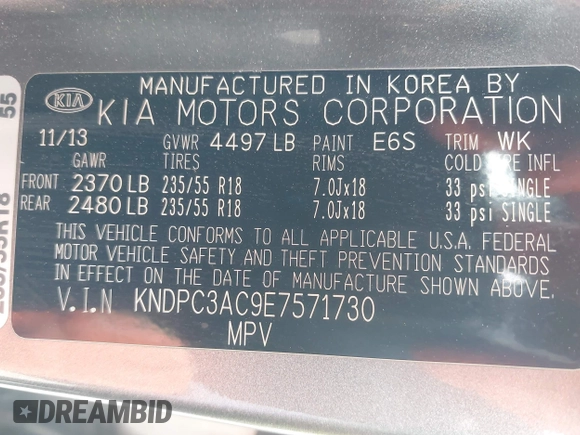 MANUFACTURED IN KOREA BY
KIA KIA MOTORS CORPORATION
11/13 GVWR 4497 LB PAINT E6S TRIM WK
GAWR TIRES RIMS COLD TIRE INFL
FRONT 2370 LB 235/55 R18 7.0Jx18 33 psi SINGLE
REAR 2480 LB 235/55 R18 7.0Jx18 33 psi SINGLE
THIS VEHICLE CONFORMS TO ALL APPLICABLE U.S.A. FEDERAL
MOTOR VEHICLE SAFETY AND THEFT PREVENTION STANDARDS
IN EFFECT ON THE DATE OF MANUFACTURE SHOWN ABOVE.
V.I.N KNDPC3AC9E7571730
MPV
55
DREAMBID